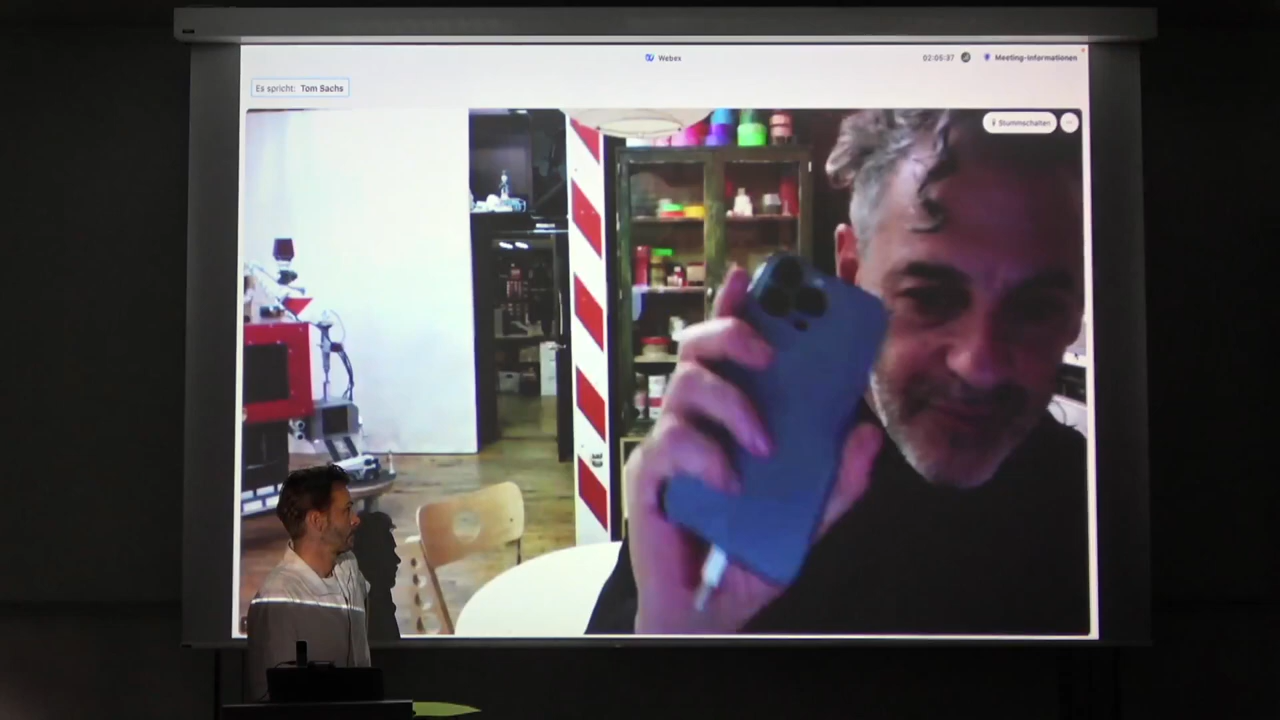 Webex
02:05:37
Meeting-Informationen
Es spricht: Tom Sachs
Stummschalten